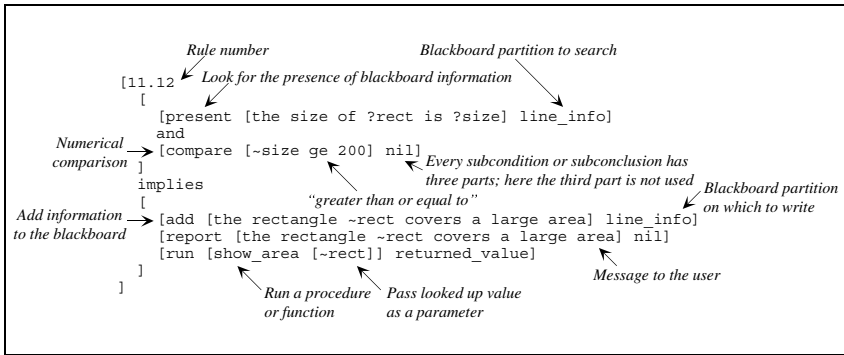 Rule number
Blackboard partition to search
[11.12
Look for the presence of blackboard information
[
[present [the size of ?rect is ?size] line_info]
and
Numerical
comparison
[compare [~size ge 200] nil]
Every subcondition or subconclusion has
three parts; here the third part is not used
]
implies
“greater than or equal to”
Blackboard partition
on which to write
[
Add information
to the blackboard
[add [the rectangle ~rect covers a large area] line_info]
[report [the rectangle ~rect covers a large area] nil]
[run [show_area [~rect]] returned_value]
Message to the user
]
Run a procedure
or function
Pass looked up value
as a parameter
]